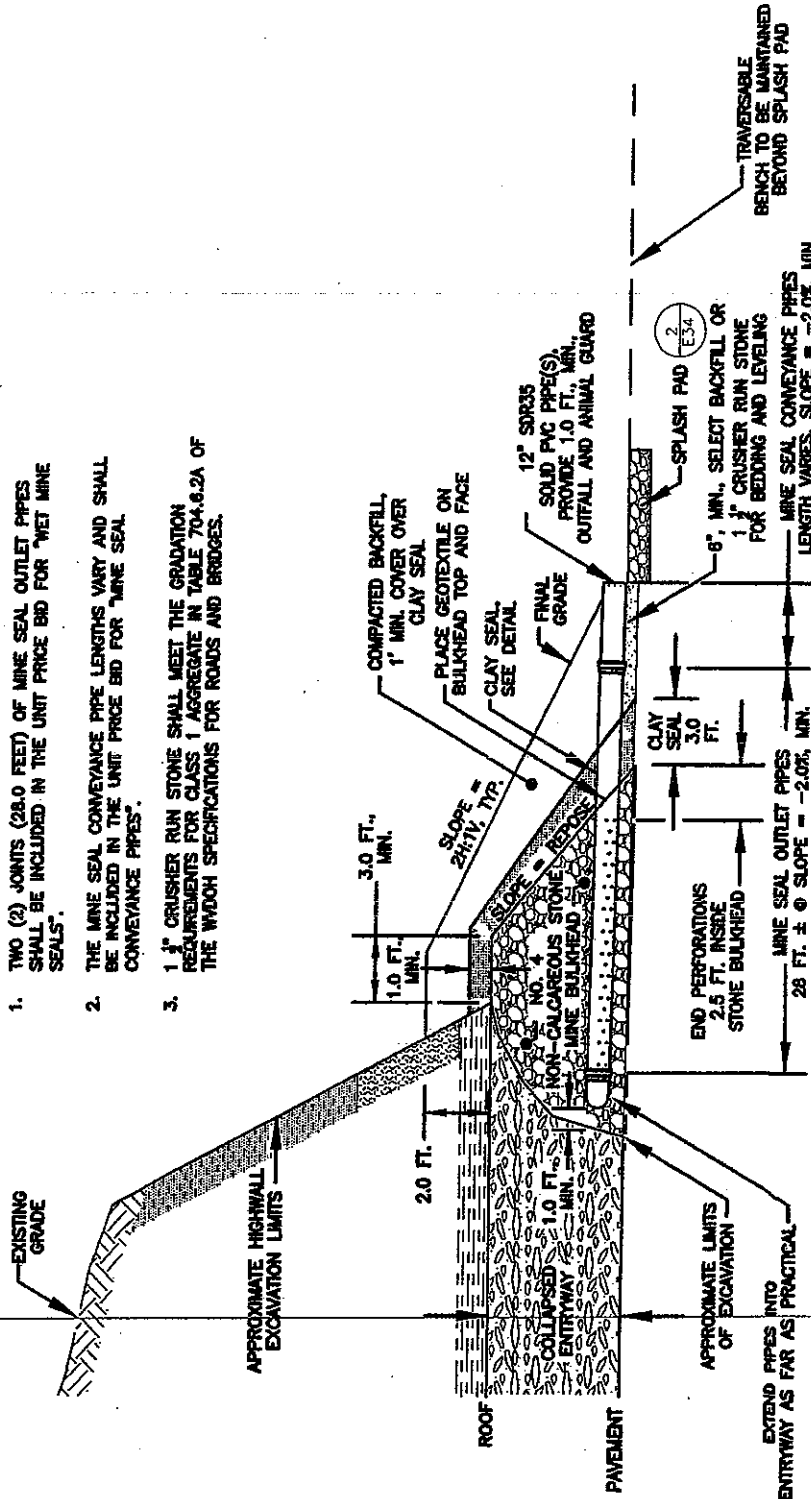 1. TWO (2) JOINTS (28.0 FEET) OF MINE SEAL OUTLET PIPES
SHALL BE INCLUDED IN THE UNIT PRICE BID FOR "WET MINE
SEALS".
2. THE MINE SEAL CONVEYANCE PIPE LENGTHS VARY AND SHALL
BE INCLUDED IN THE UNIT PRICE BID FOR "MINE SEAL
CONVEYANCE PIPES".
3. 1 1/2" CRUSHER RUN STONE SHALL MEET THE GRADATION
REQUIREMENTS FOR CLASS 1 AGGREGATE IN TABLE 704.6.2A OF
THE WVDOH SPECIFICATIONS FOR ROADS AND BRIDGES.
EXISTING
GRADE
APPROXIMATE HIGHWALL
EXCAVATION LIMITS
3.0 FT.,
MIN.
1.0 FT.,
MIN.
2.0 FT.
SLOPE =
2H:1V, TYP.
COMPACTED BACKFILL,
1' MIN. COVER OVER
CLAY SEAL
PLACE GEOTEXTILE ON
BULKHEAD TOP AND FACE
CLAY SEAL,
SEE DETAIL
FINAL
GRADE
12" SDR35
SOLID PVC PIPE(S).
PROVIDE 1.0 FT., MIN.,
OUTFALL AND ANIMAL GUARD
ROOF
PAVEMENT
COLLAPSED
ENTRYWAY
1.0 FT.,
MIN.
NO. 4
NON-CALCAREOUS STONE
MINE BULKHEAD
SLOPE = REPOSE
SPLASH PAD
2
E34
6", MIN., SELECT BACKFILL OR
1 1/2" CRUSHER RUN STONE
FOR BEDDING AND LEVELING
TRAVERSABLE
BENCH TO BE MAINTAINED
BEYOND SPLASH PAD
CLAY
SEAL
3.0
FT.
END PERFORATIONS
2.5 FT. INSIDE
STONE BULKHEAD
APPROXIMATE LIMITS
OF EXCAVATION
EXTEND PIPES INTO
ENTRYWAY AS FAR AS PRACTICAL
MINE SEAL OUTLET PIPES
28 FT. ± @ SLOPE = -2.0%, MIN.
MINE SEAL CONVEYANCE PIPES
LENGTH VARIES, SLOPE = -2.0%, MIN.